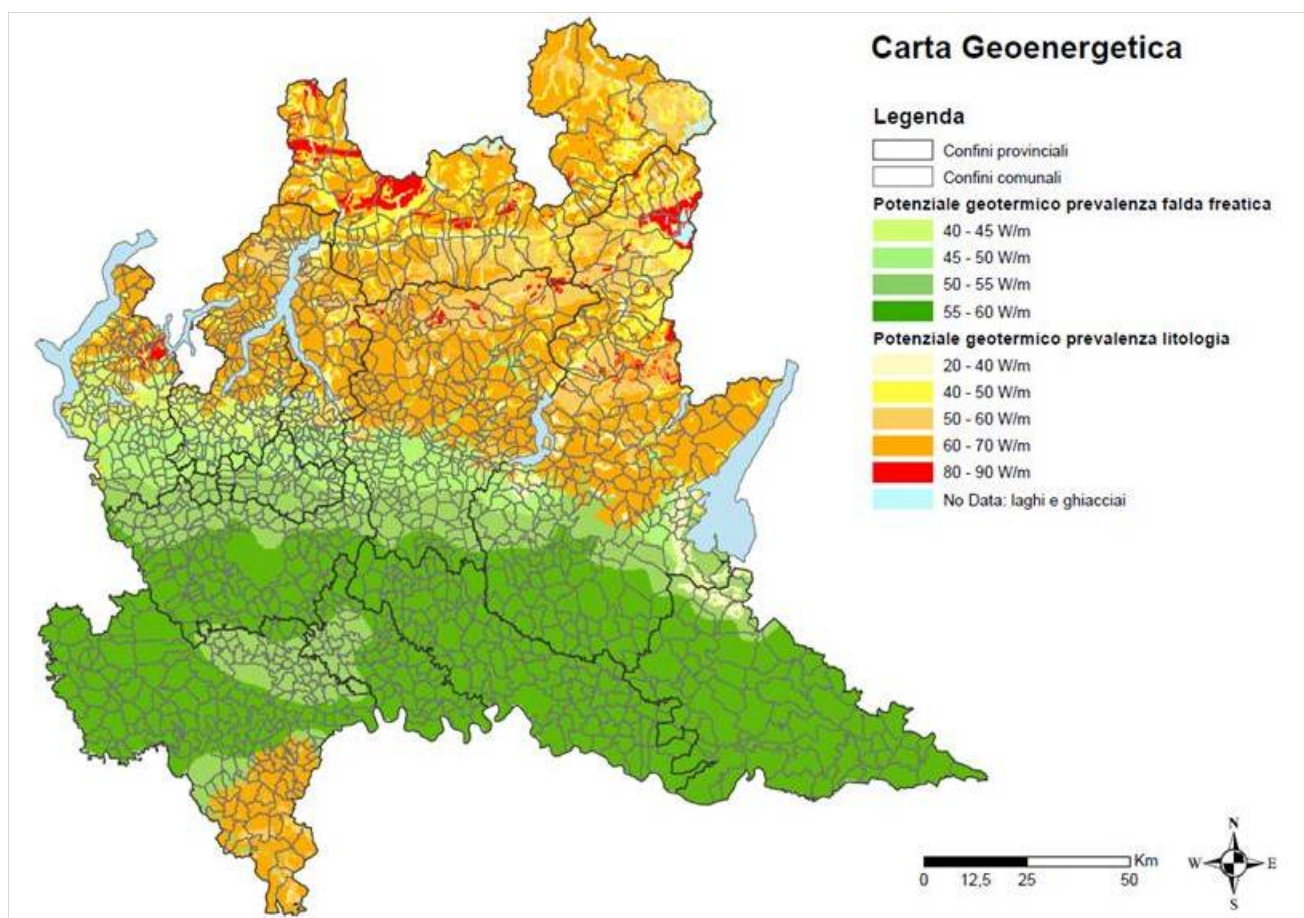 Carta Geoenergetica
Legenda
Confini provinciali
Confini comunali
Potenziale geotermico prevalenza falda freatica
40 - 45 W/m
45 - 50 W/m
50 - 55 W/m
55 - 60 W/m
Potenziale geotermico prevalenza litologia
20 - 40 W/m
40 - 50 W/m
50 - 60 W/m
60 - 70 W/m
80 - 90 W/m
No Data: laghi e ghiacciai
N
W E
S
Km
0 12,5 25 50